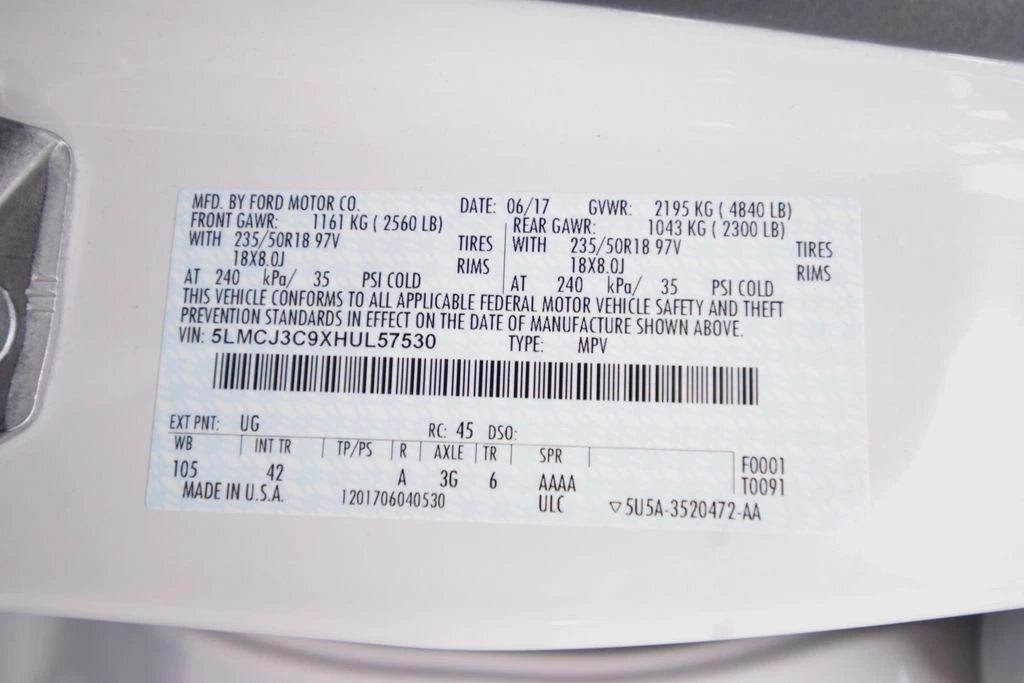 MFD. BY FORD MOTOR CO. DATE: 06/17 GVWR: 2195 KG ( 4840 LB)
FRONT GAWR: 1161 KG ( 2560 LB) REAR GAWR: 1043 KG ( 2300 LB)
WITH 235/50R18 97V TIRES WITH 235/50R18 97V TIRES
18X8.0J RIMS 18X8.0J RIMS
AT 240 kPa/ 35 PSI COLD AT 240 kPa/ 35 PSI COLD
THIS VEHICLE CONFORMS TO ALL APPLICABLE FEDERAL MOTOR VEHICLE SAFETY AND THEFT
PREVENTION STANDARDS IN EFFECT ON THE DATE OF MANUFACTURE SHOWN ABOVE.
VIN: 5LMCJ3C9XHUL57530 TYPE: MPV
EXT PNT: UG RC: 45 DSO:
WB INT TR TP/PS R AXLE TR SPR F0001
105 42 A 3G 6 AAAA T0091
MADE IN U.S.A. 1201706040530 ULC ▽5U5A-3520472-AA